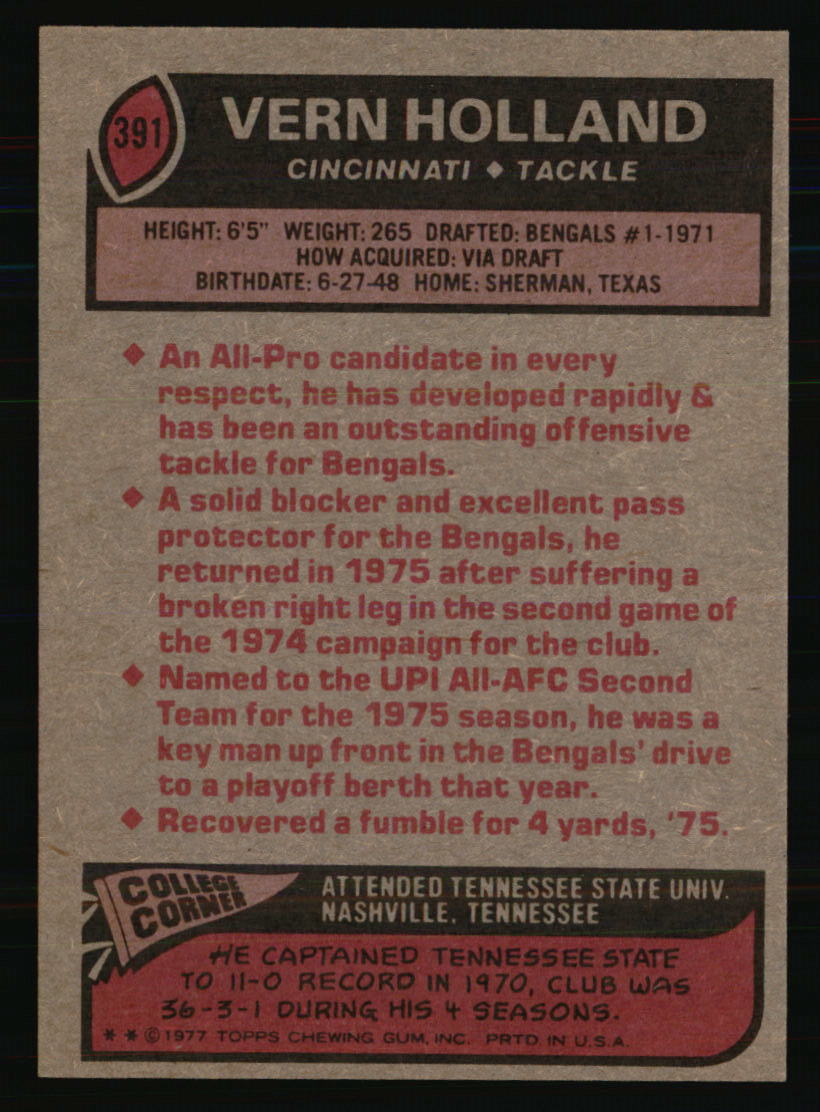 391
VERN HOLLAND
CINCINNATI ♦ TACKLE
HEIGHT: 6'5" WEIGHT: 265 DRAFTED: BENGALS #1-1971
HOW ACQUIRED: VIA DRAFT
BIRTHDATE: 6-27-48 HOME: SHERMAN, TEXAS
♦ An All-Pro candidate in every
respect, he has developed rapidly &
has been an outstanding offensive
tackle for Bengals.
♦ A solid blocker and excellent pass
protector for the Bengals, he
returned in 1975 after suffering a
broken right leg in the second game of
the 1974 campaign for the club.
♦ Named to the UPI All-AFC Second
Team for the 1975 season, he was a
key man up front in the Bengals' drive
to a playoff berth that year.
♦ Recovered a fumble for 4 yards, '75.
COLLEGE
CORNER
ATTENDED TENNESSEE STATE UNIV.
NASHVILLE, TENNESSEE
HE CAPTAINED TENNESSEE STATE
TO 11-0 RECORD IN 1970, CLUB WAS
36-3-1 DURING HIS 4 SEASONS.
* * © 1977 TOPPS CHEWING GUM, INC. PRTD. IN U.S.A.